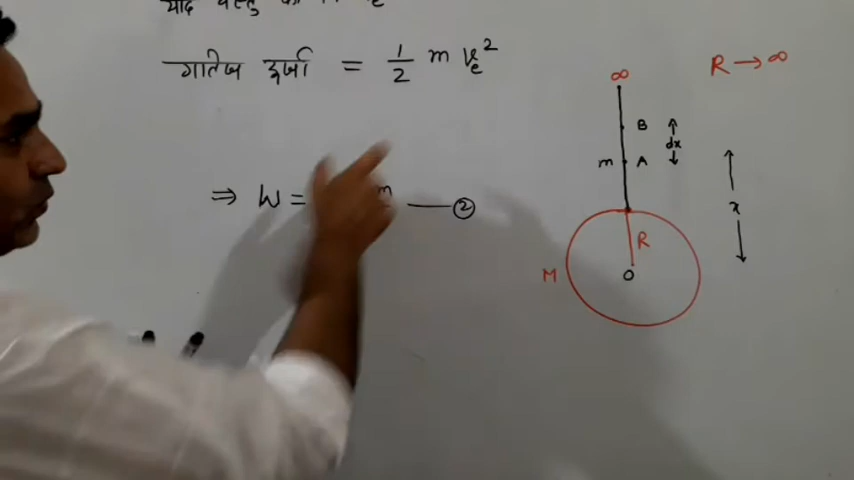 गतिज ऊर्जा = 1/2 m vₑ²
⇒ W = m —— ②
R → ∞
∞
B
dx
m A
x
R
M
O